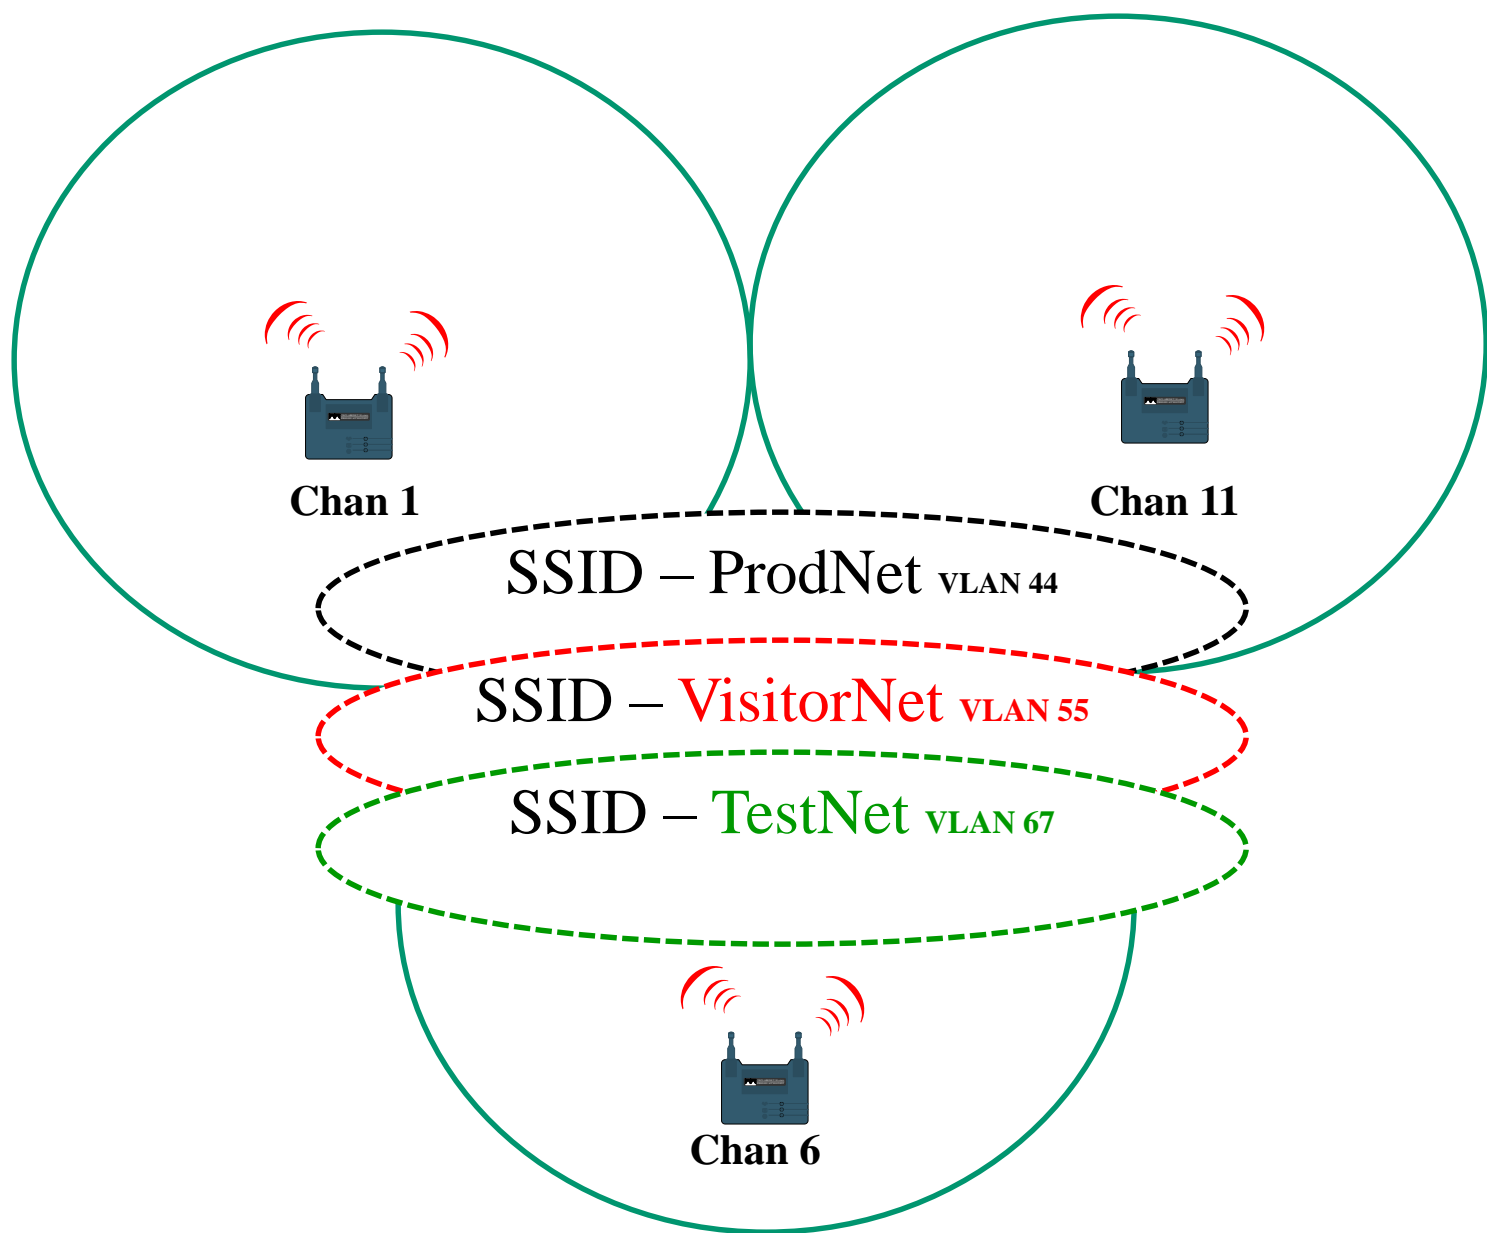 Chan 1
Chan 11
SSID – ProdNet VLAN 44
SSID – VisitorNet VLAN 55
SSID – TestNet VLAN 67
Chan 6